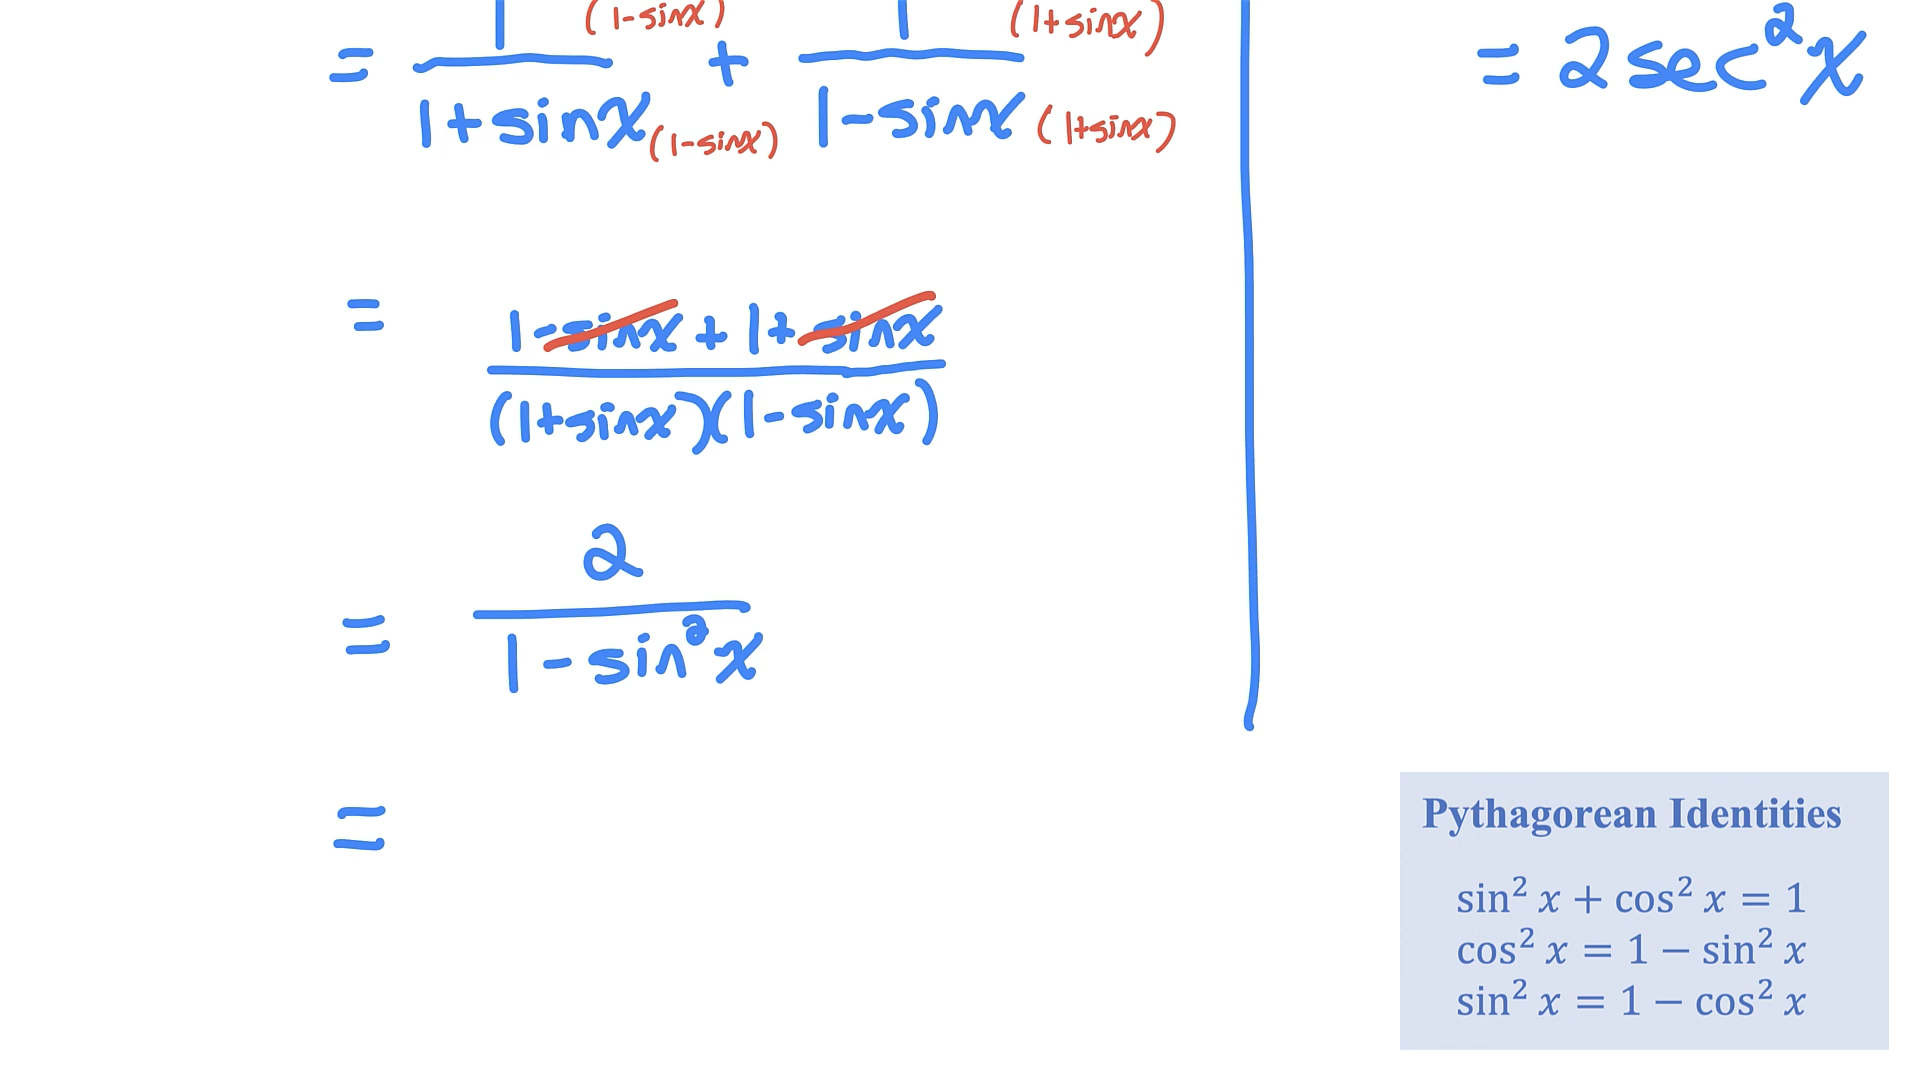 = 1(1-sinx) / 1+sinx(1-sinx) + 1(1+sinx) / 1-sinx(1+sinx)
= 1-sinx + 1+sinx / (1+sinx)(1-sinx)
= 2 / 1-sin²x
=
= 2sec²x
Pythagorean Identities
sin² x + cos² x = 1
cos² x = 1 − sin² x
sin² x = 1 − cos² x